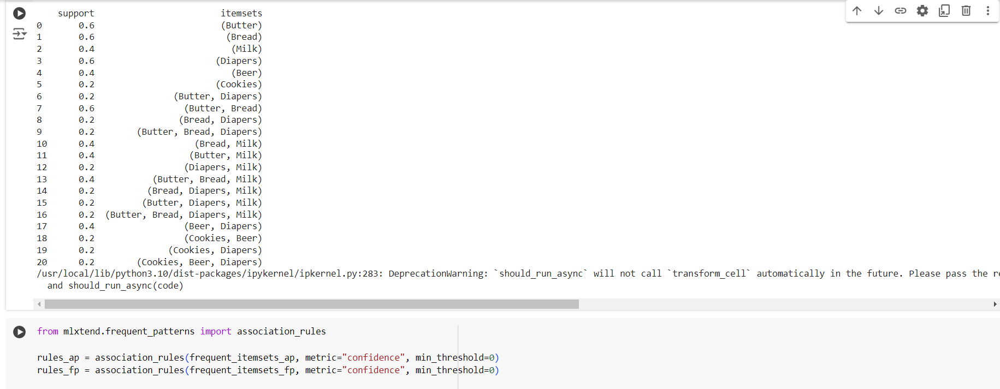 support itemsets
0 0.6 (Butter)
1 0.6 (Bread)
2 0.4 (Milk)
3 0.6 (Diapers)
4 0.4 (Beer)
5 0.2 (Cookies)
6 0.2 (Butter, Diapers)
7 0.6 (Butter, Bread)
8 0.2 (Bread, Diapers)
9 0.2 (Butter, Bread, Diapers)
10 0.4 (Bread, Milk)
11 0.4 (Butter, Milk)
12 0.2 (Diapers, Milk)
13 0.4 (Butter, Bread, Milk)
14 0.2 (Bread, Diapers, Milk)
15 0.2 (Butter, Diapers, Milk)
16 0.2 (Butter, Bread, Diapers, Milk)
17 0.4 (Beer, Diapers)
18 0.2 (Cookies, Beer)
19 0.2 (Cookies, Diapers)
20 0.2 (Cookies, Beer, Diapers)
/usr/local/lib/python3.10/dist-packages/ipykernel/ipkernel.py:283: DeprecationWarning: `should_run_async` will not call `transform_cell` automatically in the future. Please pass the
and should_run_async(code)
from mlxtend.frequent_patterns import association_rules
rules_ap = association_rules(frequent_itemsets_ap, metric="confidence", min_threshold=0)
rules_fp = association_rules(frequent_itemsets_fp, metric="confidence", min_threshold=0)